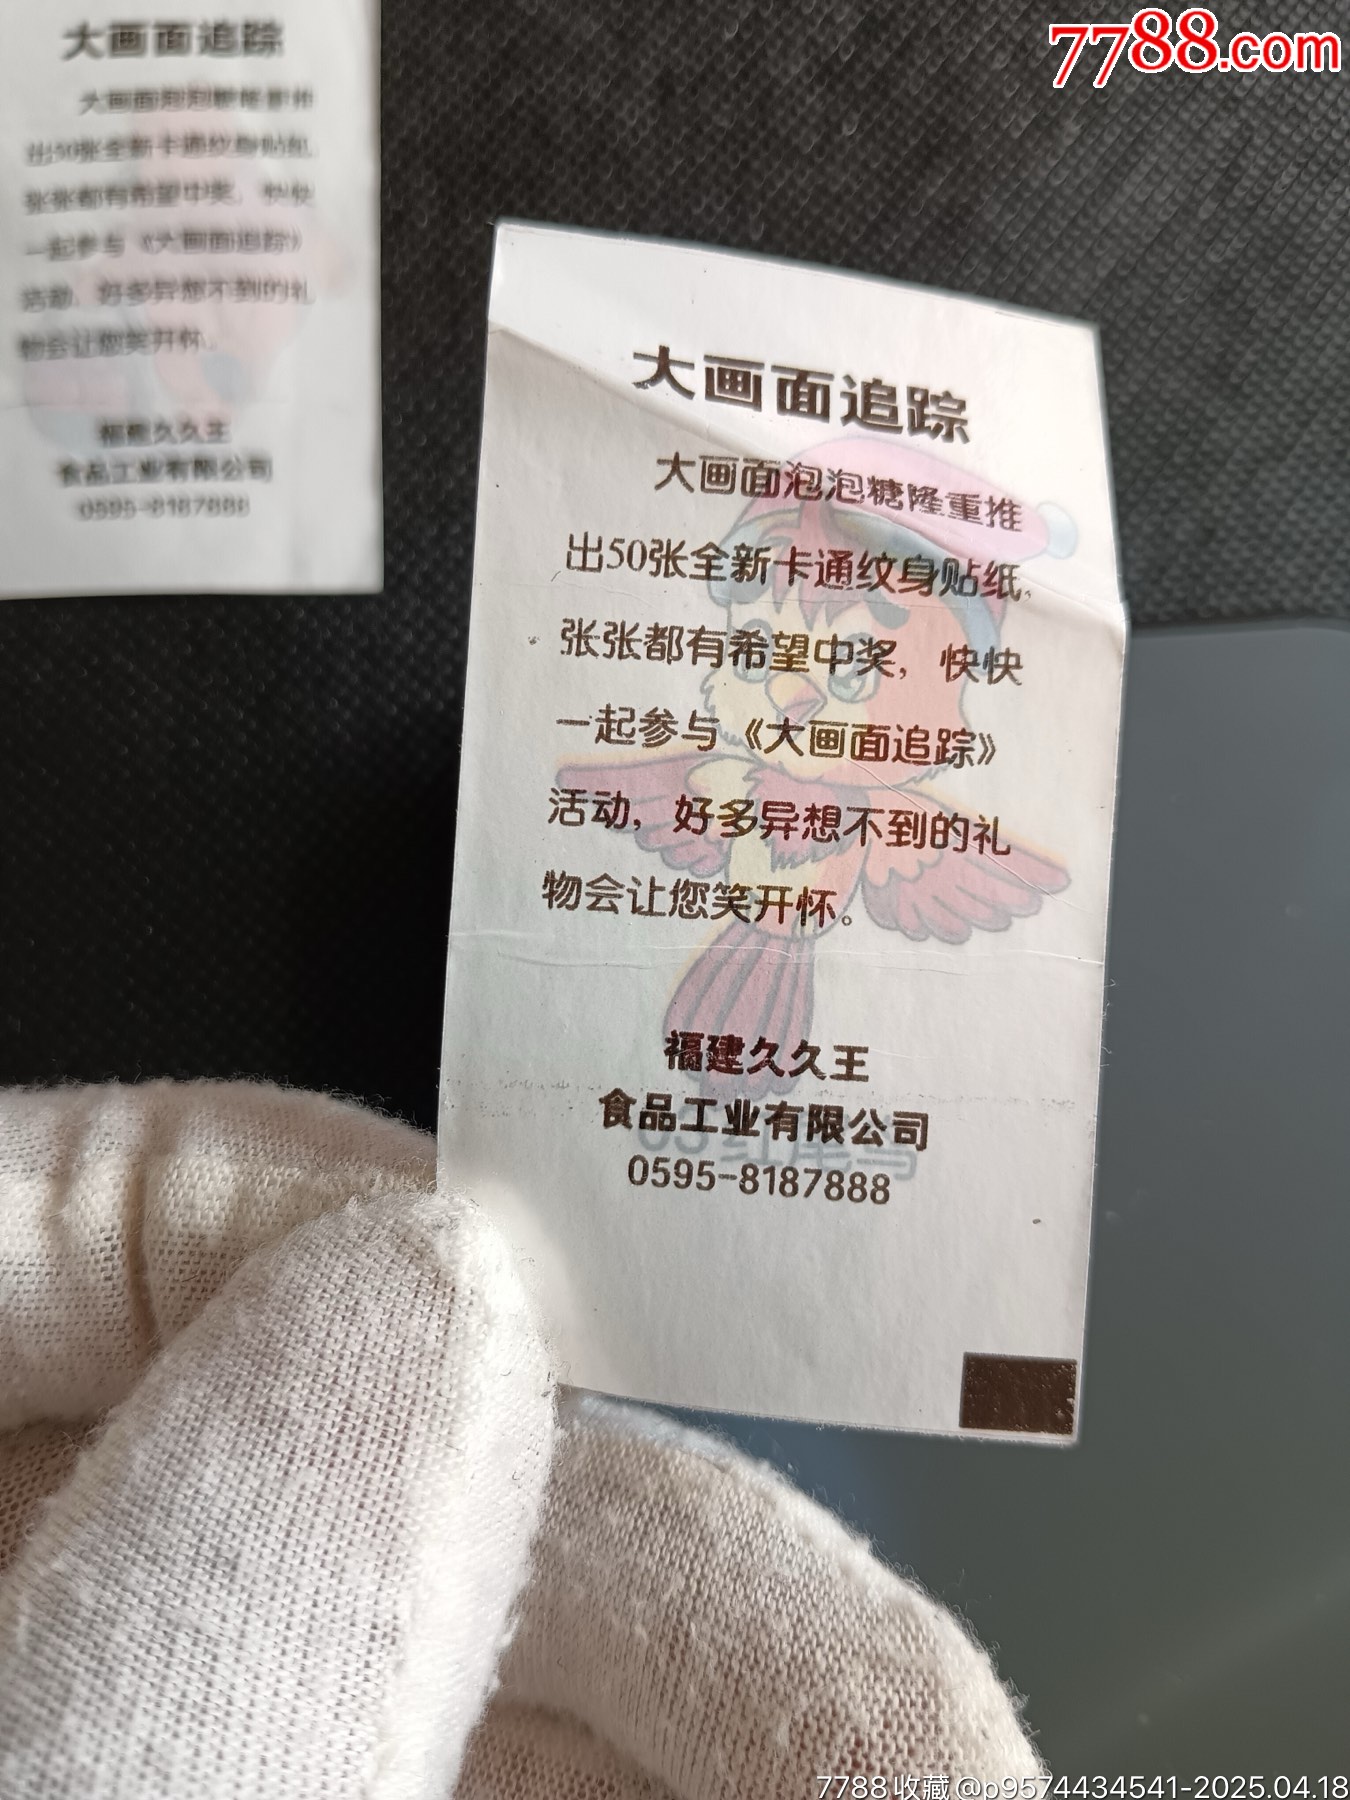 7788.com
大画面追踪
大画面泡泡糖隆重推
出50张全新卡通纹身贴纸,
张张都有希望中奖, 快快
一起参与《大画面追踪》
活动, 好多异想不到的礼
物会让您笑开怀。
福建久久王
食品工业有限公司
0595-8187888
大画面追踪
大画面泡泡糖隆重推
出50张全新卡通纹身贴纸,
张张都有希望中奖, 快快
一起参与《大画面追踪》
活动, 好多异想不到的礼
物会让您笑开怀。
福建久久王
食品工业有限公司
0595-8187888
7788收藏@p9574434541-2025.04.18